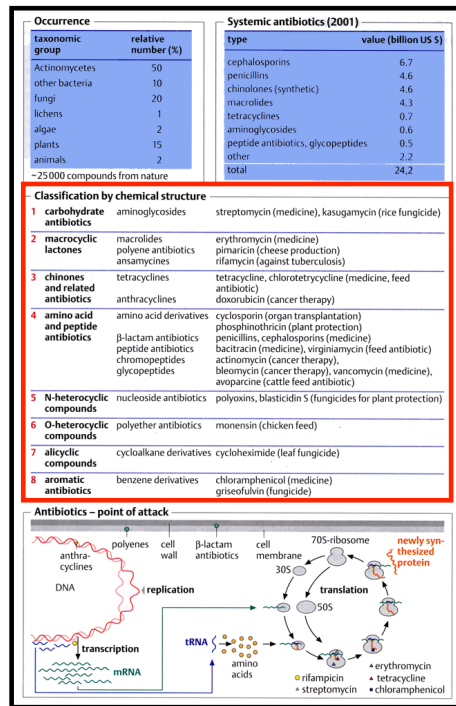 Occurrence
taxonomic group relative number (%)
Actinomycetes 50
other bacteria 10
fungi 20
lichens 1
algae 2
plants 15
animals 2
~25000 compounds from nature
Systemic antibiotics (2001)
type value (billion US $)
cephalosporins 6.7
penicillins 4.6
chinolones (synthetic) 4.6
macrolides 4.3
tetracyclines 0.7
aminoglycosides 0.6
peptide antibiotics, glycopeptides 0.5
other 2.2
total 24,2
Classification by chemical structure
1 carbohydrate aminoglycosides streptomycin (medicine), kasugamycin (rice fungicide)
antibiotics
2 macrocyclic macrolides erythromycin (medicine)
lactones polyene antibiotics pimaricin (cheese production)
ansamycines rifamycin (against tuberculosis)
3 chinones tetracyclines tetracycline, chlorotetrycycline (medicine, feed
and related antibiotic)
antibiotics anthracyclines doxorubicin (cancer therapy)
4 amino acid amino acid derivatives cyclosporin (organ transplantation)
and peptide phosphinothricin (plant protection)
antibiotics β-lactam antibiotics penicillins, cephalosporins (medicine)
peptide antibiotics bacitracin (medicine), virginiamycin (feed antibiotic)
chromopeptides actinomycin (cancer therapy),
glycopeptides bleomycin (cancer therapy), vancomycin (medicine),
avoparcine (cattle feed antibiotic)
5 N-heterocyclic nucleoside antibiotics polyoxins, blasticidin S (fungicides for plant protection)
compounds
6 O-heterocyclic polyether antibiotics monensin (chicken feed)
compounds
7 alicyclic cycloalkane derivatives cycloheximide (leaf fungicide)
compounds
8 aromatic benzene derivatives chloramphenicol (medicine)
antibiotics griseofulvin (fungicide)
Antibiotics – point of attack
anthra-
cyclines
polyenes
cell
wall
β-lactam
antibiotics
cell
membrane
70S-ribosome
newly syn-
thesized
protein
DNA
replication
30S
translation
50S
transcription
mRNA
tRNA
amino
acids
rifampicin
streptomycin
erythromycin
tetracycline
chloramphenicol